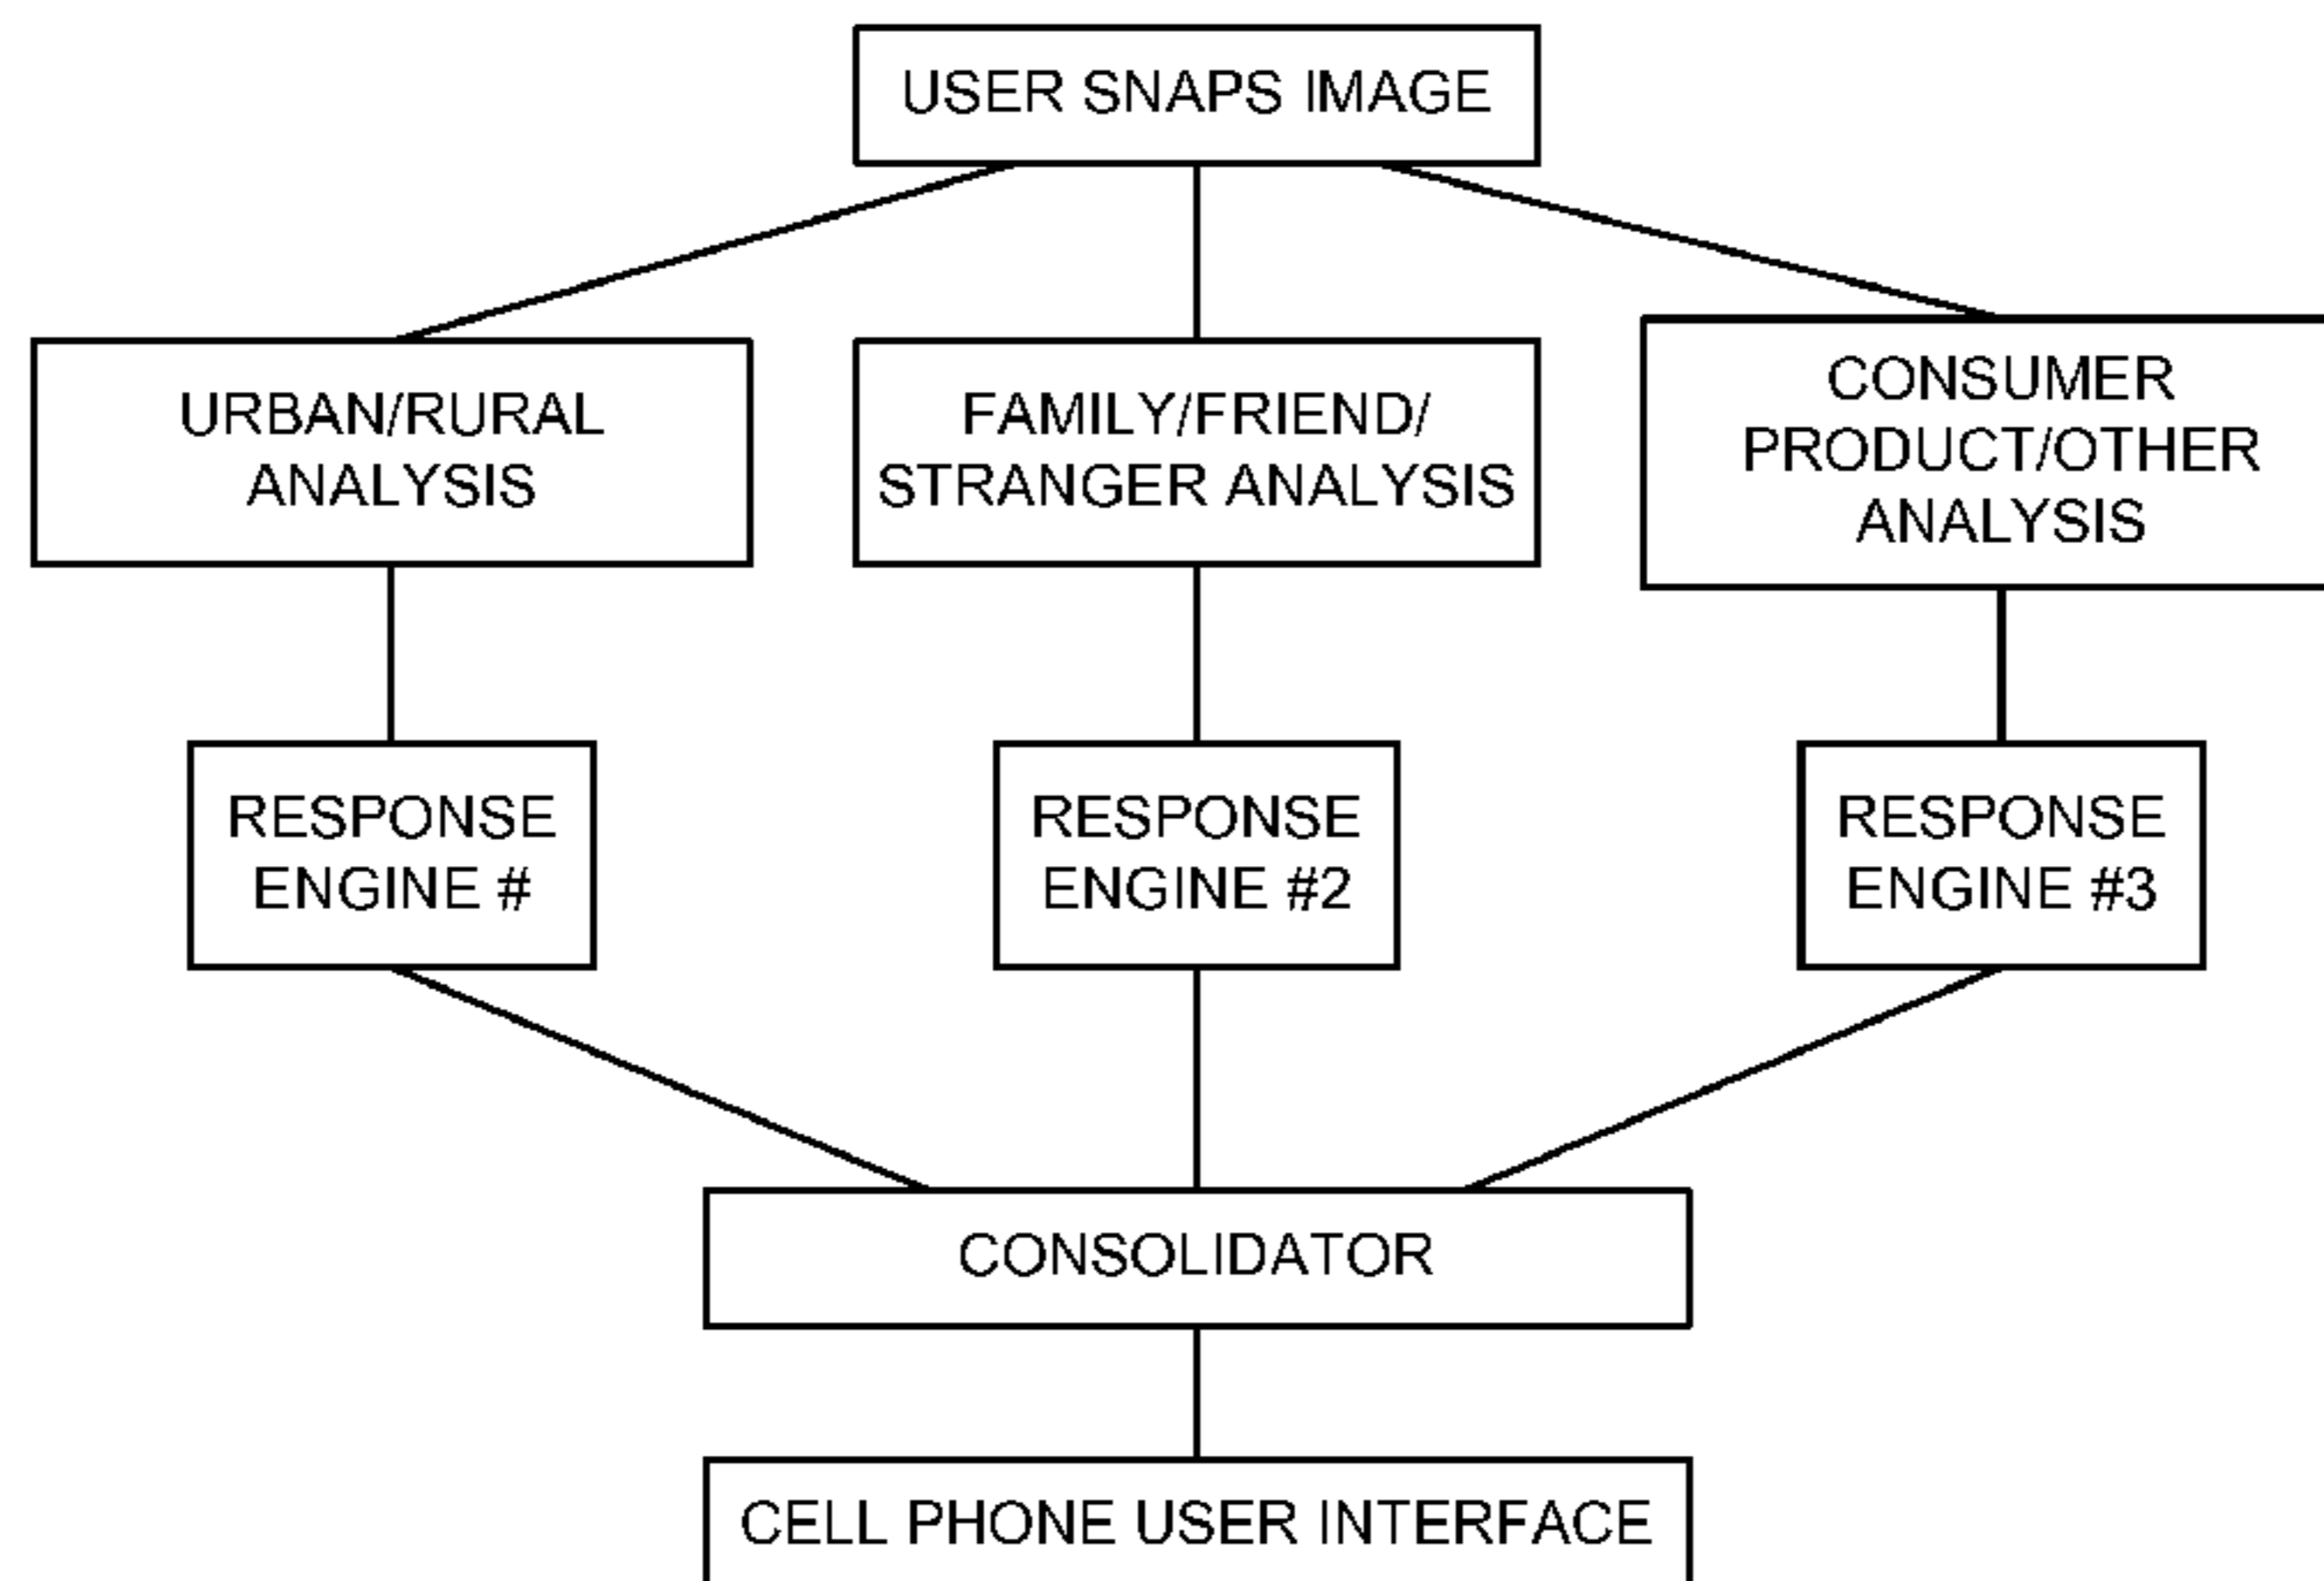 USER SNAPS IMAGE
URBAN/RURAL
ANALYSIS
FAMILY/FRIEND/
STRANGER ANALYSIS
CONSUMER
PRODUCT/OTHER
ANALYSIS
RESPONSE
ENGINE #
RESPONSE
ENGINE #2
RESPONSE
ENGINE #3
CONSOLIDATOR
CELL PHONE USER INTERFACE